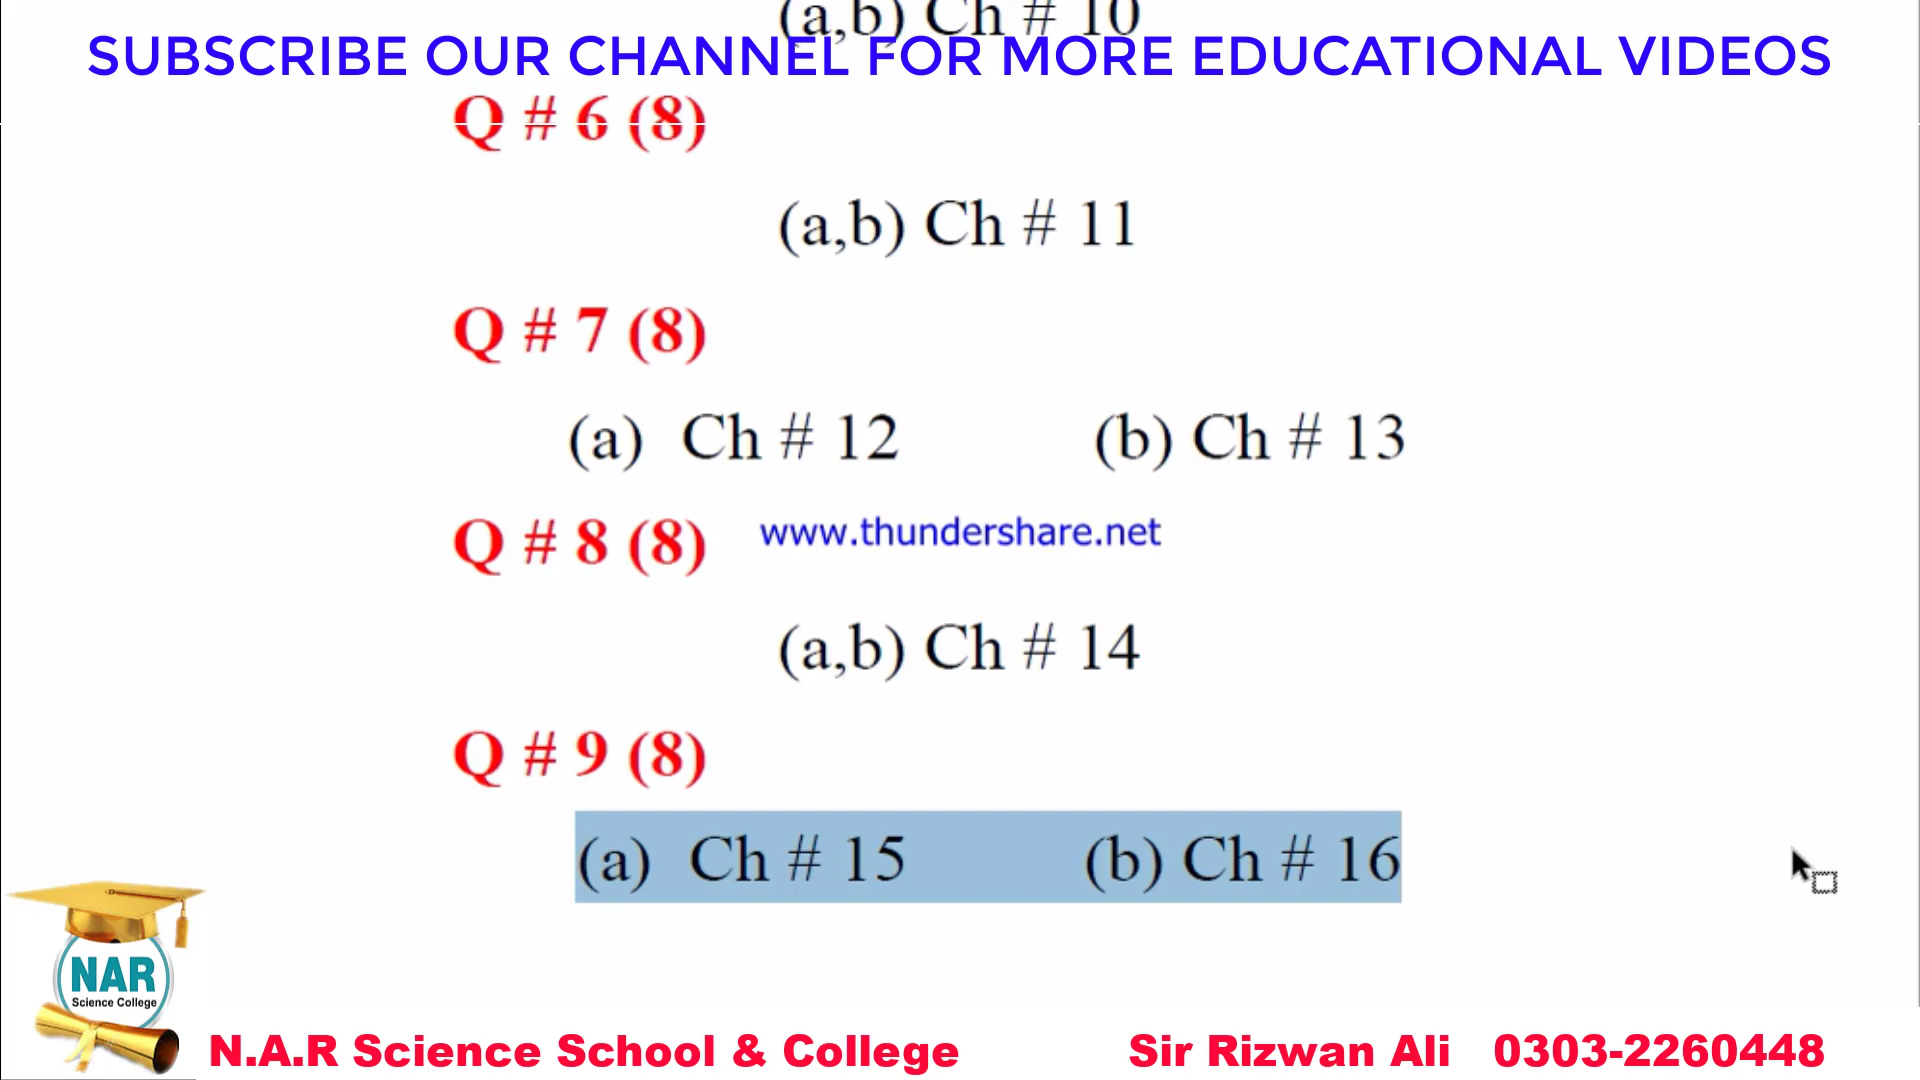 (a,b) Ch # 10
SUBSCRIBE OUR CHANNEL FOR MORE EDUCATIONAL VIDEOS
Q # 6 (8)
(a,b) Ch # 11
Q # 7 (8)
(a) Ch # 12 (b) Ch # 13
Q # 8 (8) www.thundershare.net
(a,b) Ch # 14
Q # 9 (8)
(a) Ch # 15 (b) Ch # 16
NAR
Science College
N.A.R Science School & College Sir Rizwan Ali 0303-2260448